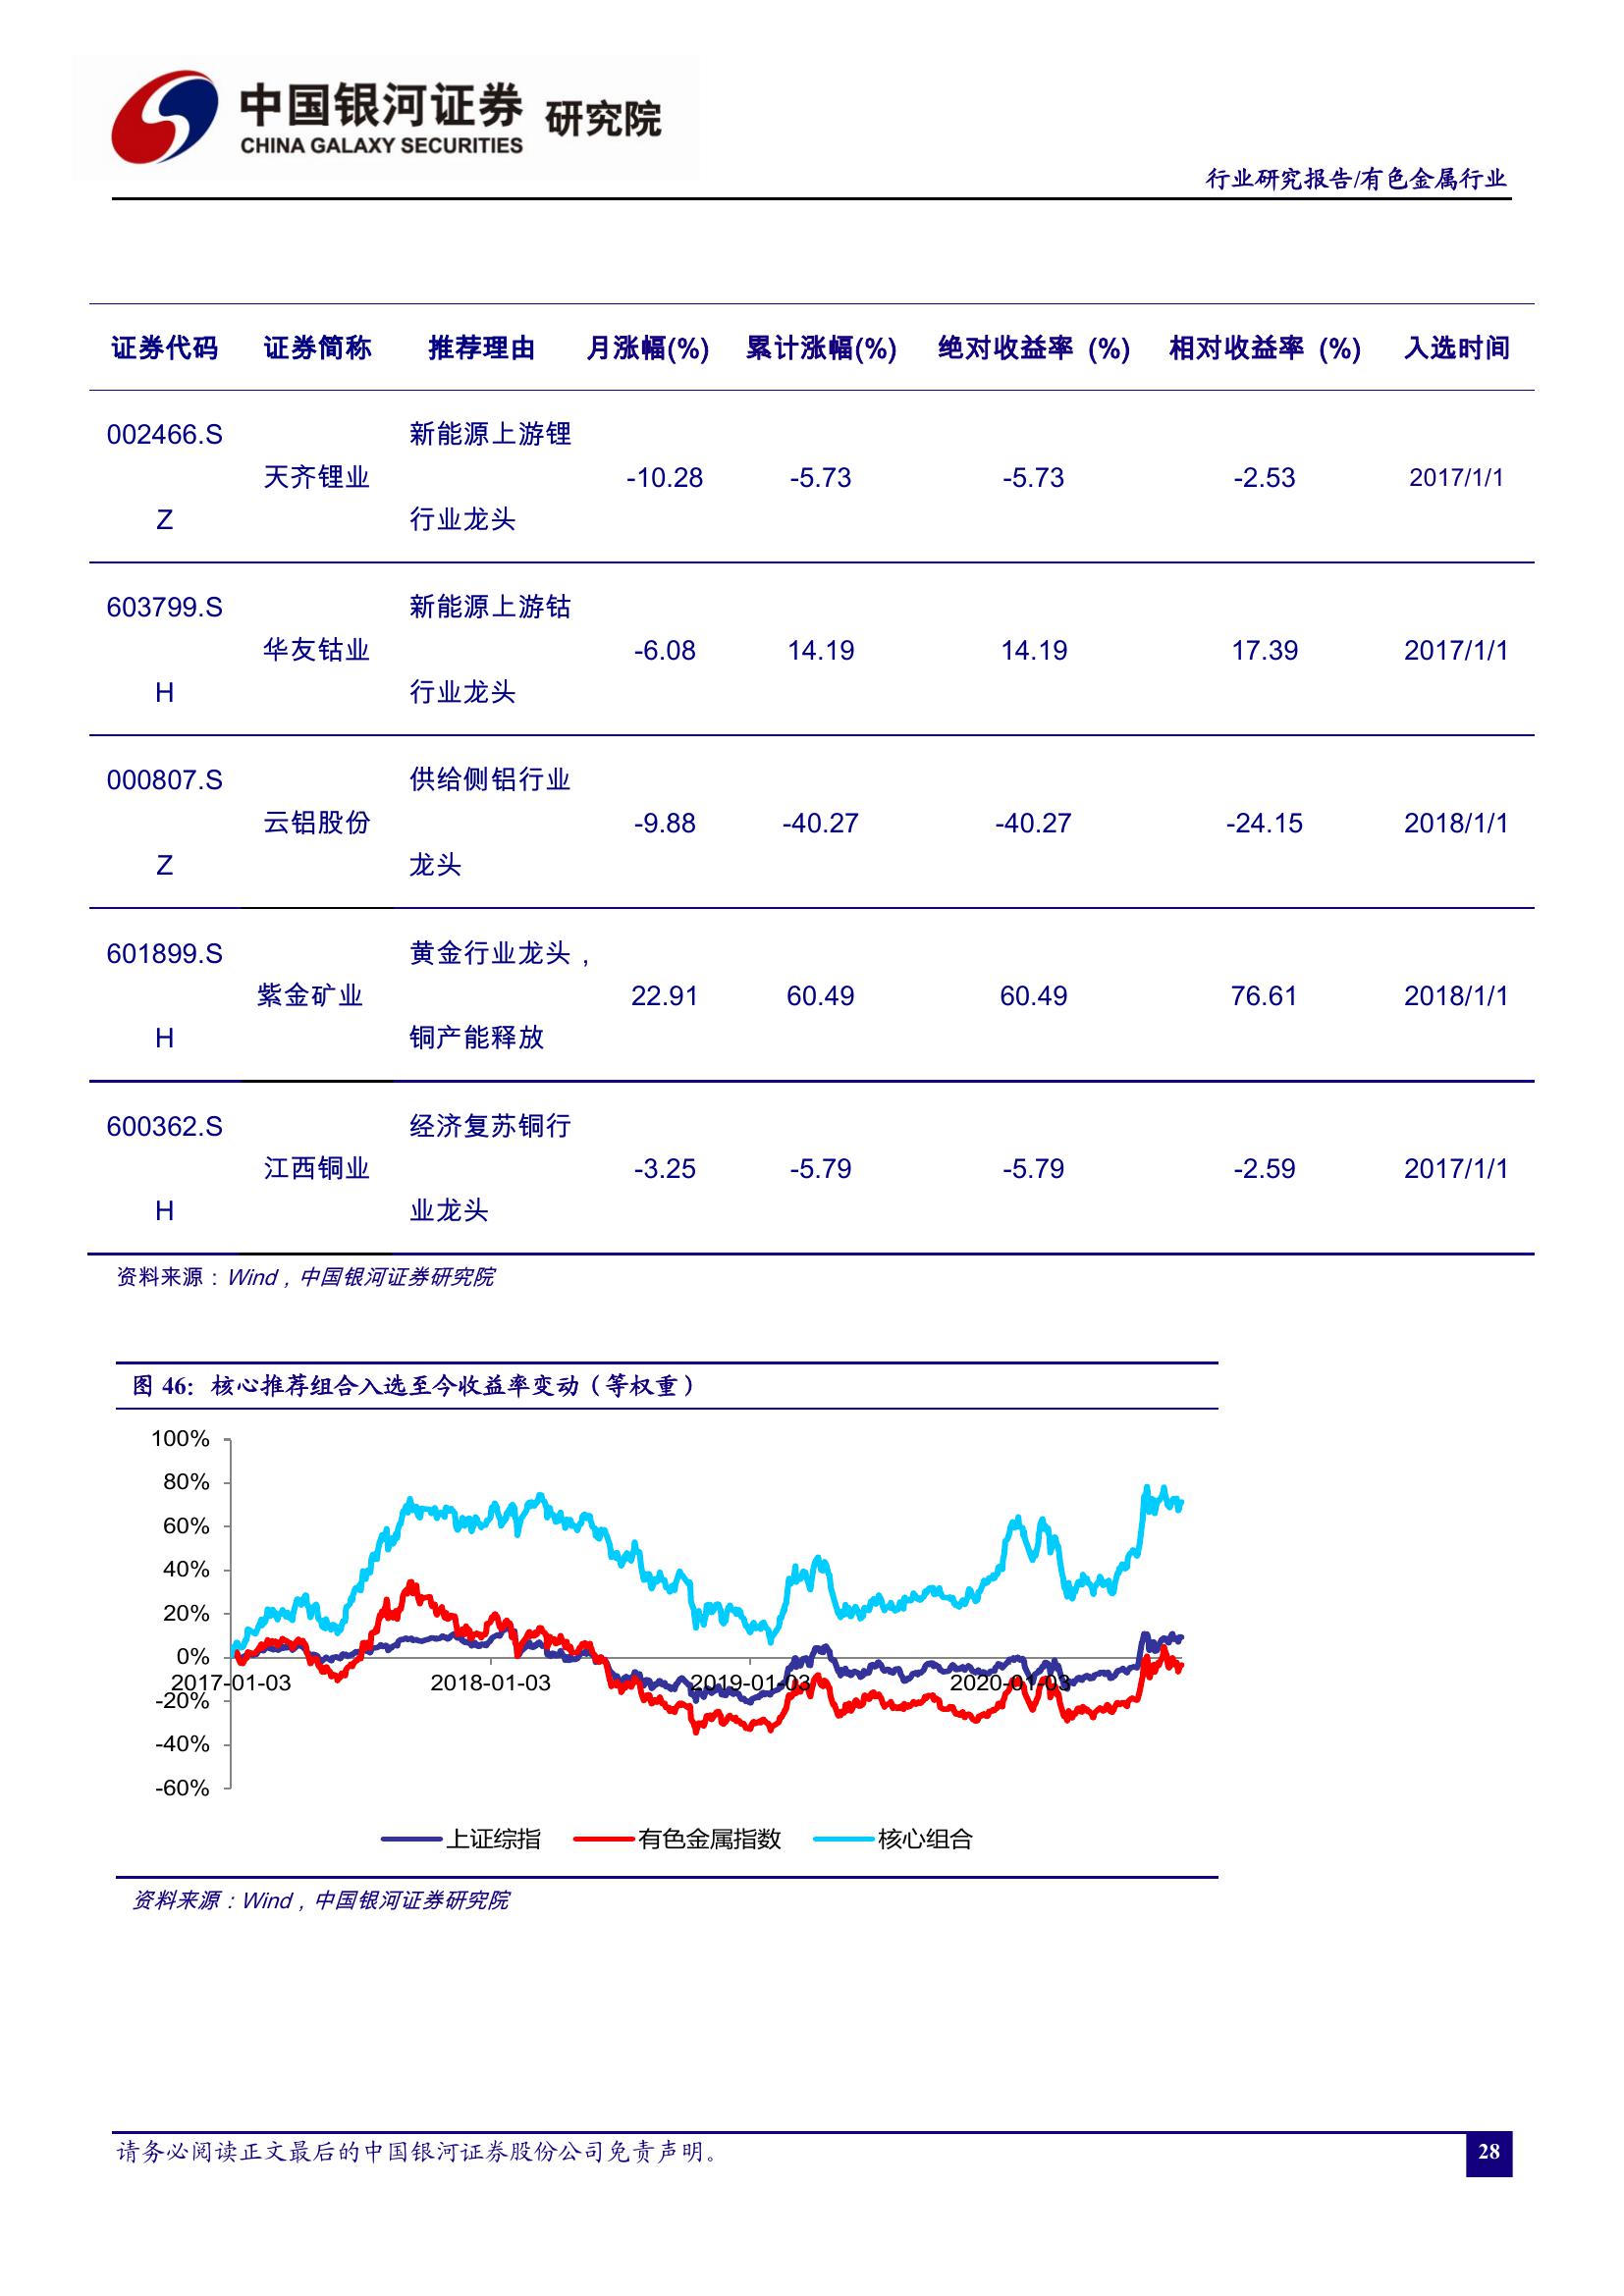 中国银河证券 研究院
CHINA GALAXY SECURITIES
行业研究报告/有色金属行业
证券代码 证券简称 推荐理由 月涨幅(%) 累计涨幅(%) 绝对收益率 (%) 相对收益率 (%) 入选时间
002466.S 新能源上游锂
天齐锂业 -10.28 -5.73 -5.73 -2.53 2017/1/1
Z 行业龙头
603799.S 新能源上游钴
华友钴业 -6.08 14.19 14.19 17.39 2017/1/1
H 行业龙头
000807.S 供给侧铝行业
云铝股份 -9.88 -40.27 -40.27 -24.15 2018/1/1
Z 龙头
601899.S 黄金行业龙头，
紫金矿业 22.91 60.49 60.49 76.61 2018/1/1
H 铜产能释放
600362.S 经济复苏铜行
江西铜业 -3.25 -5.79 -5.79 -2.59 2017/1/1
H 业龙头
资料来源：Wind，中国银河证券研究院
图 46：核心推荐组合入选至今收益率变动（等权重）
100%
80%
60%
40%
20%
0%
2017-01-03 2018-01-03 2019-01-03 2020-01-03
-20%
-40%
-60%
上证综指 有色金属指数 核心组合
资料来源：Wind，中国银河证券研究院
请务必阅读正文最后的中国银河证券股份公司免责声明。
28